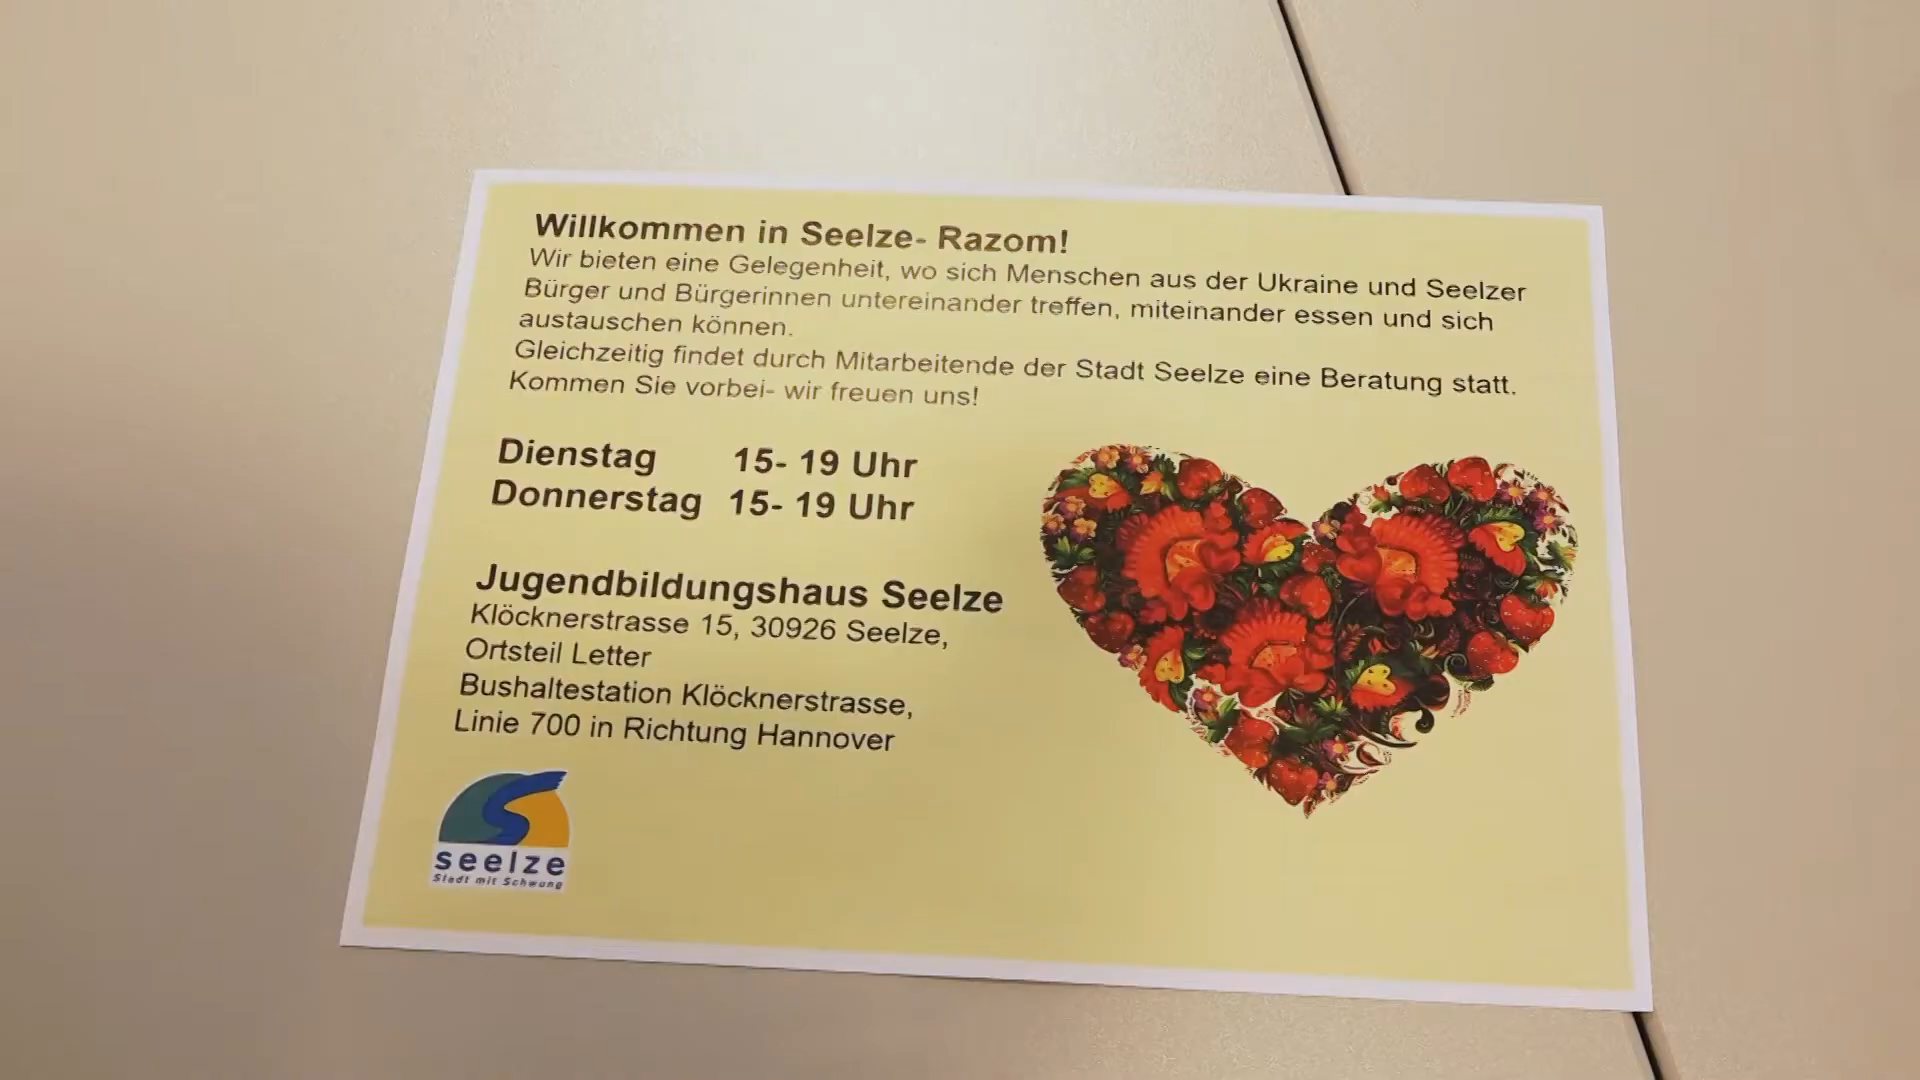 Willkommen in Seelze- Razom!
Wir bieten eine Gelegenheit, wo sich Menschen aus der Ukraine und Seelzer
Bürger und Bürgerinnen untereinander treffen, miteinander essen und sich
austauschen können.
Gleichzeitig findet durch Mitarbeitende der Stadt Seelze eine Beratung statt.
Kommen Sie vorbei- wir freuen uns!
Dienstag 15- 19 Uhr
Donnerstag 15- 19 Uhr
Jugendbildungshaus Seelze
Klöcknerstrasse 15, 30926 Seelze,
Ortsteil Letter
Bushaltestation Klöcknerstrasse,
Linie 700 in Richtung Hannover
seelze
Stadt mit Schwung